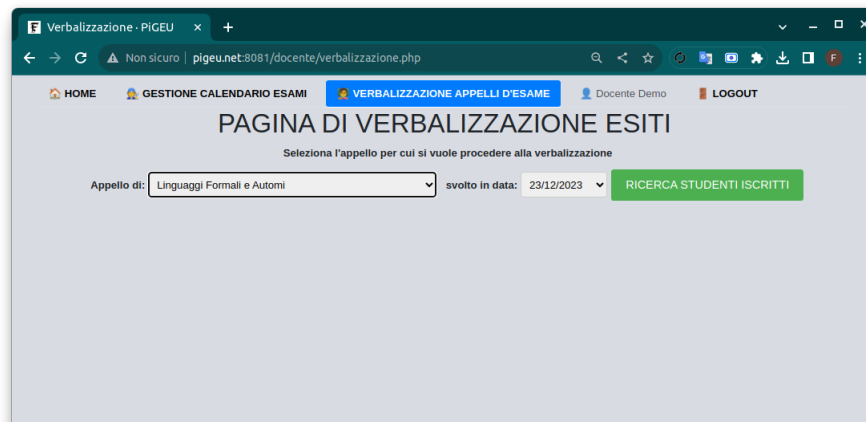 Verbalizzazione · PiGEU
Non sicuro | pigeu.net:8081/docente/verbalizzazione.php
F
HOME GESTIONE CALENDARIO ESAMI VERBALIZZAZIONE APPELLI D'ESAME Docente Demo LOGOUT
PAGINA DI VERBALIZZAZIONE ESITI
Seleziona l'appello per cui si vuole procedere alla verbalizzazione
Appello di: Linguaggi Formali e Automi svolto in data: 23/12/2023 RICERCA STUDENTI ISCRITTI